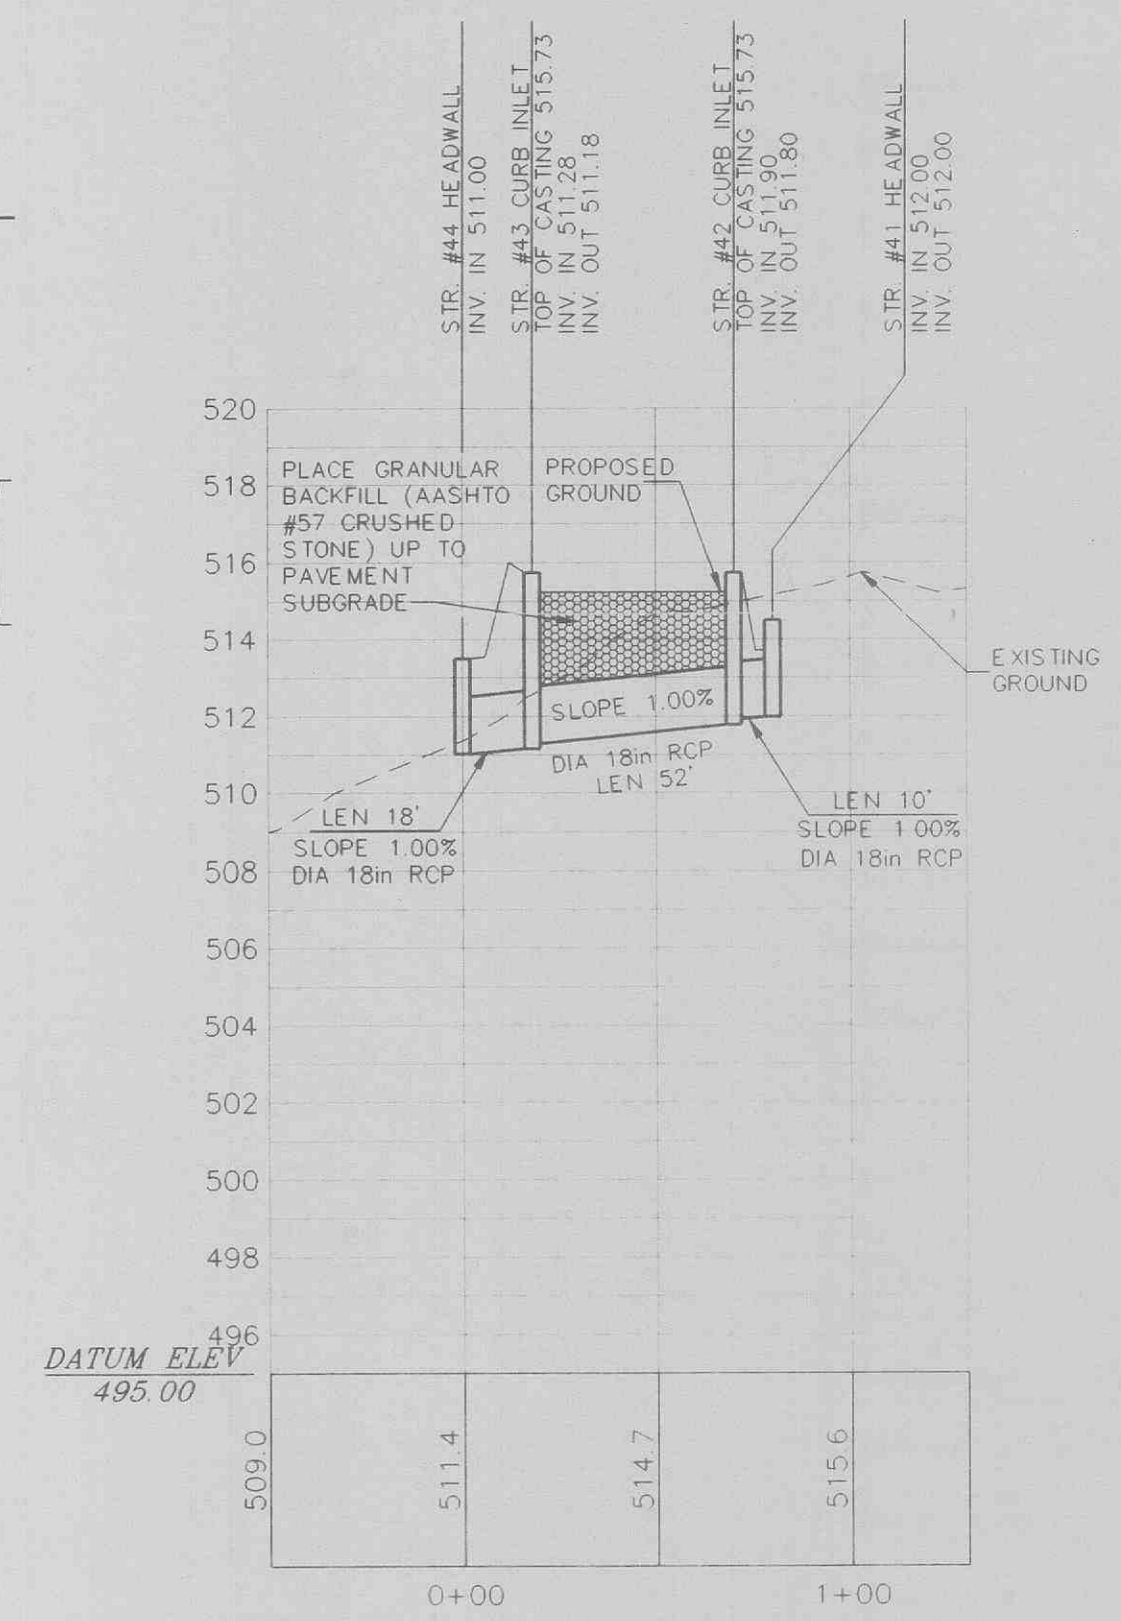 STR. #44 HEADWALL
INV. IN 511.00
STR. #43 CURB INLET
TOP OF CASTING 515.73
INV. IN 511.28
INV. OUT 511.18
STR. #42 CURB INLET
TOP OF CASTING 515.73
INV. IN 511.90
INV. OUT 511.80
STR. #41 HEADWALL
INV. IN 512.00
INV. OUT 512.00
520
518
516
514
512
510
508
506
504
502
500
498
496
PLACE GRANULAR
BACKFILL (AASHTO
#57 CRUSHED
STONE) UP TO
PAVEMENT
SUBGRADE
PROPOSED
GROUND
EXISTING
GROUND
SLOPE 1.00%
DIA 18in RCP
LEN 52'
LEN 18'
SLOPE 1.00%
DIA 18in RCP
LEN 10'
SLOPE 1 00%
DIA 18in RCP
DATUM ELEV
495.00
509.0
511.4
514.7
515.6
0+00
1+00